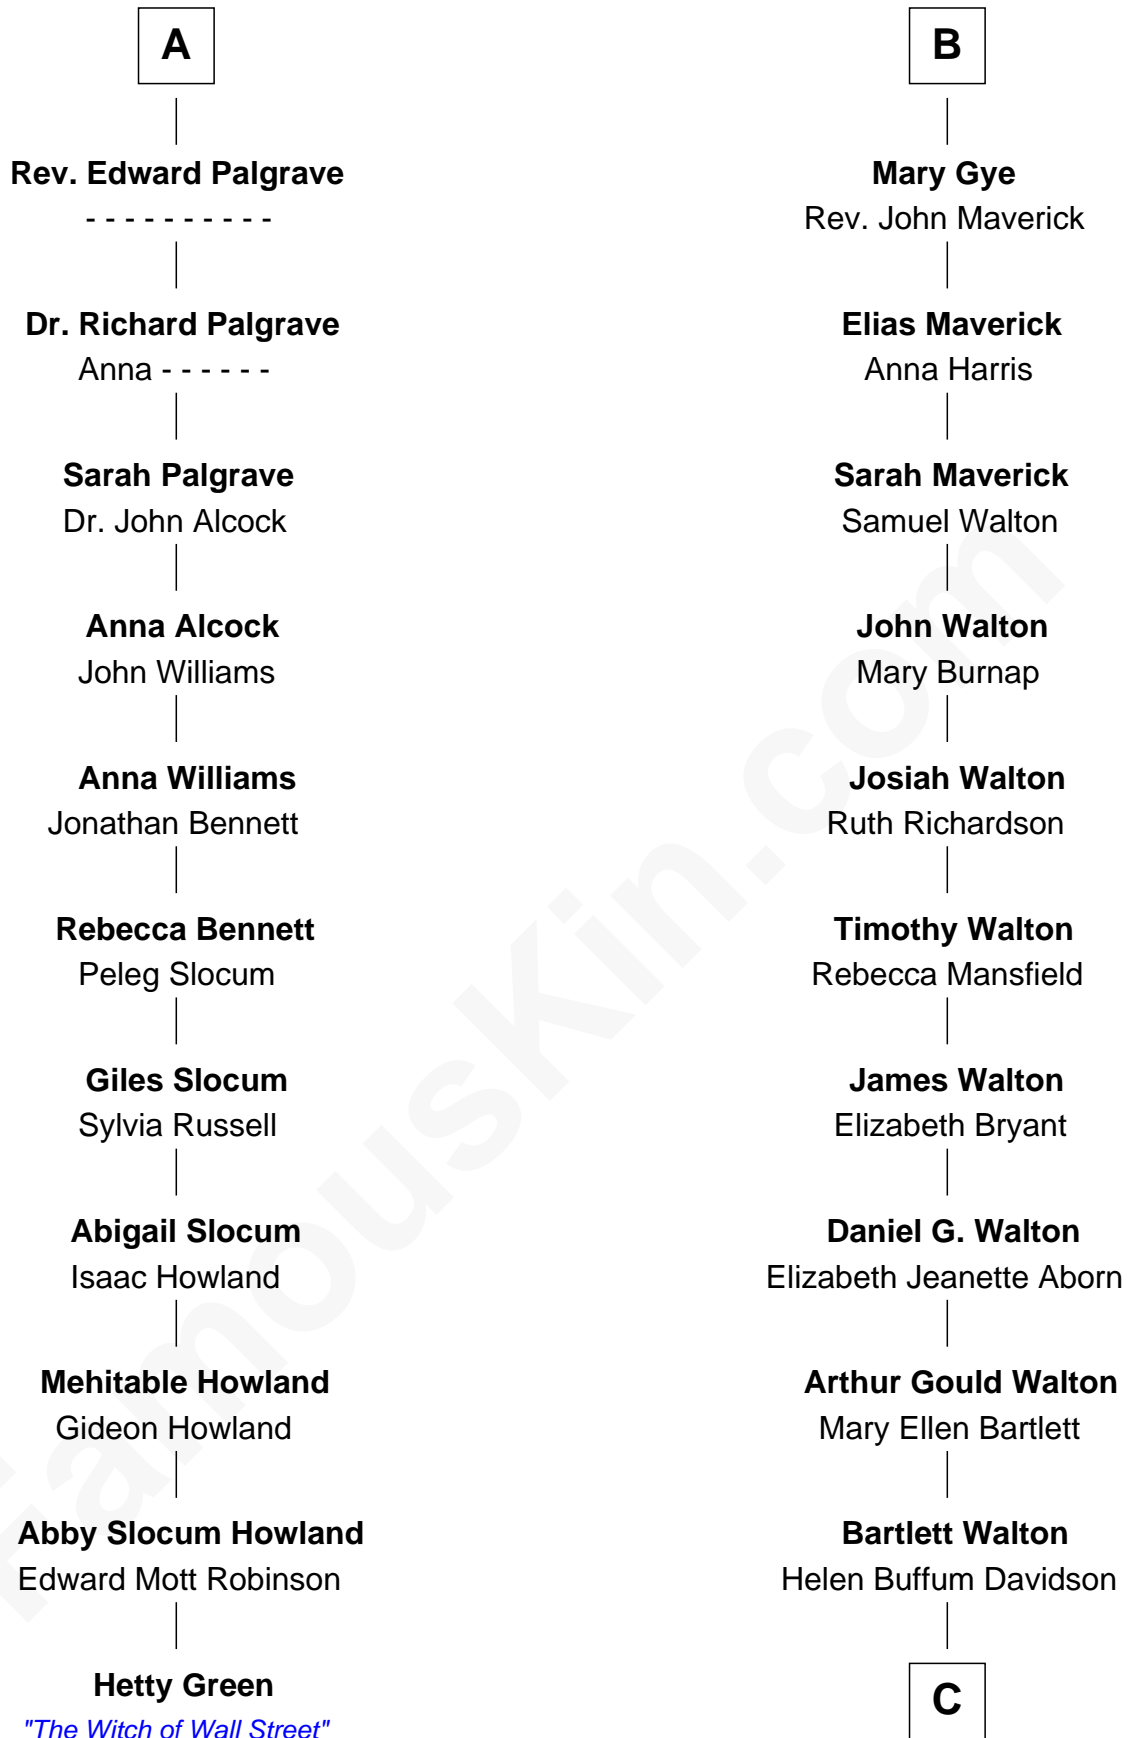 A
Rev. Edward Palgrave
- - - - - - - - - -
Dr. Richard Palgrave
Anna - - - - - -
Sarah Palgrave
Dr. John Alcock
Anna Alcock
John Williams
Anna Williams
Jonathan Bennett
Rebecca Bennett
Peleg Slocum
Giles Slocum
Sylvia Russell
Abigail Slocum
Isaac Howland
Mehitable Howland
Gideon Howland
Abby Slocum Howland
Edward Mott Robinson
Hetty Green
"The Witch of Wall Street"
B
Mary Gye
Rev. John Maverick
Elias Maverick
Anna Harris
Sarah Maverick
Samuel Walton
John Walton
Mary Burnap
Josiah Walton
Ruth Richardson
Timothy Walton
Rebecca Mansfield
James Walton
Elizabeth Bryant
Daniel G. Walton
Elizabeth Jeanette Aborn
Arthur Gould Walton
Mary Ellen Bartlett
Bartlett Walton
Helen Buffum Davidson
C
FamousKin.com